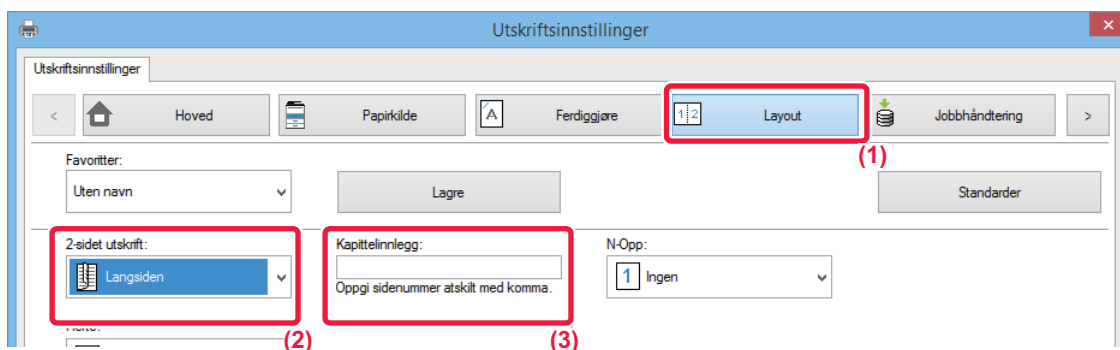 Utskriftsinnstillinger
×
Utskriftsinnstillinger
< Hoved Papirkilde A Ferdiggjøre 1 2 Layout Jobbhåndtering >
(1)
Favoritter:
Uten navn Lagre Standarder
2-sidet utskrift: Kapittelinnlegg: N-Opp:
Langsiden 1 Ingen
Oppgi sidenummer atskilt med komma.
(2) (3)